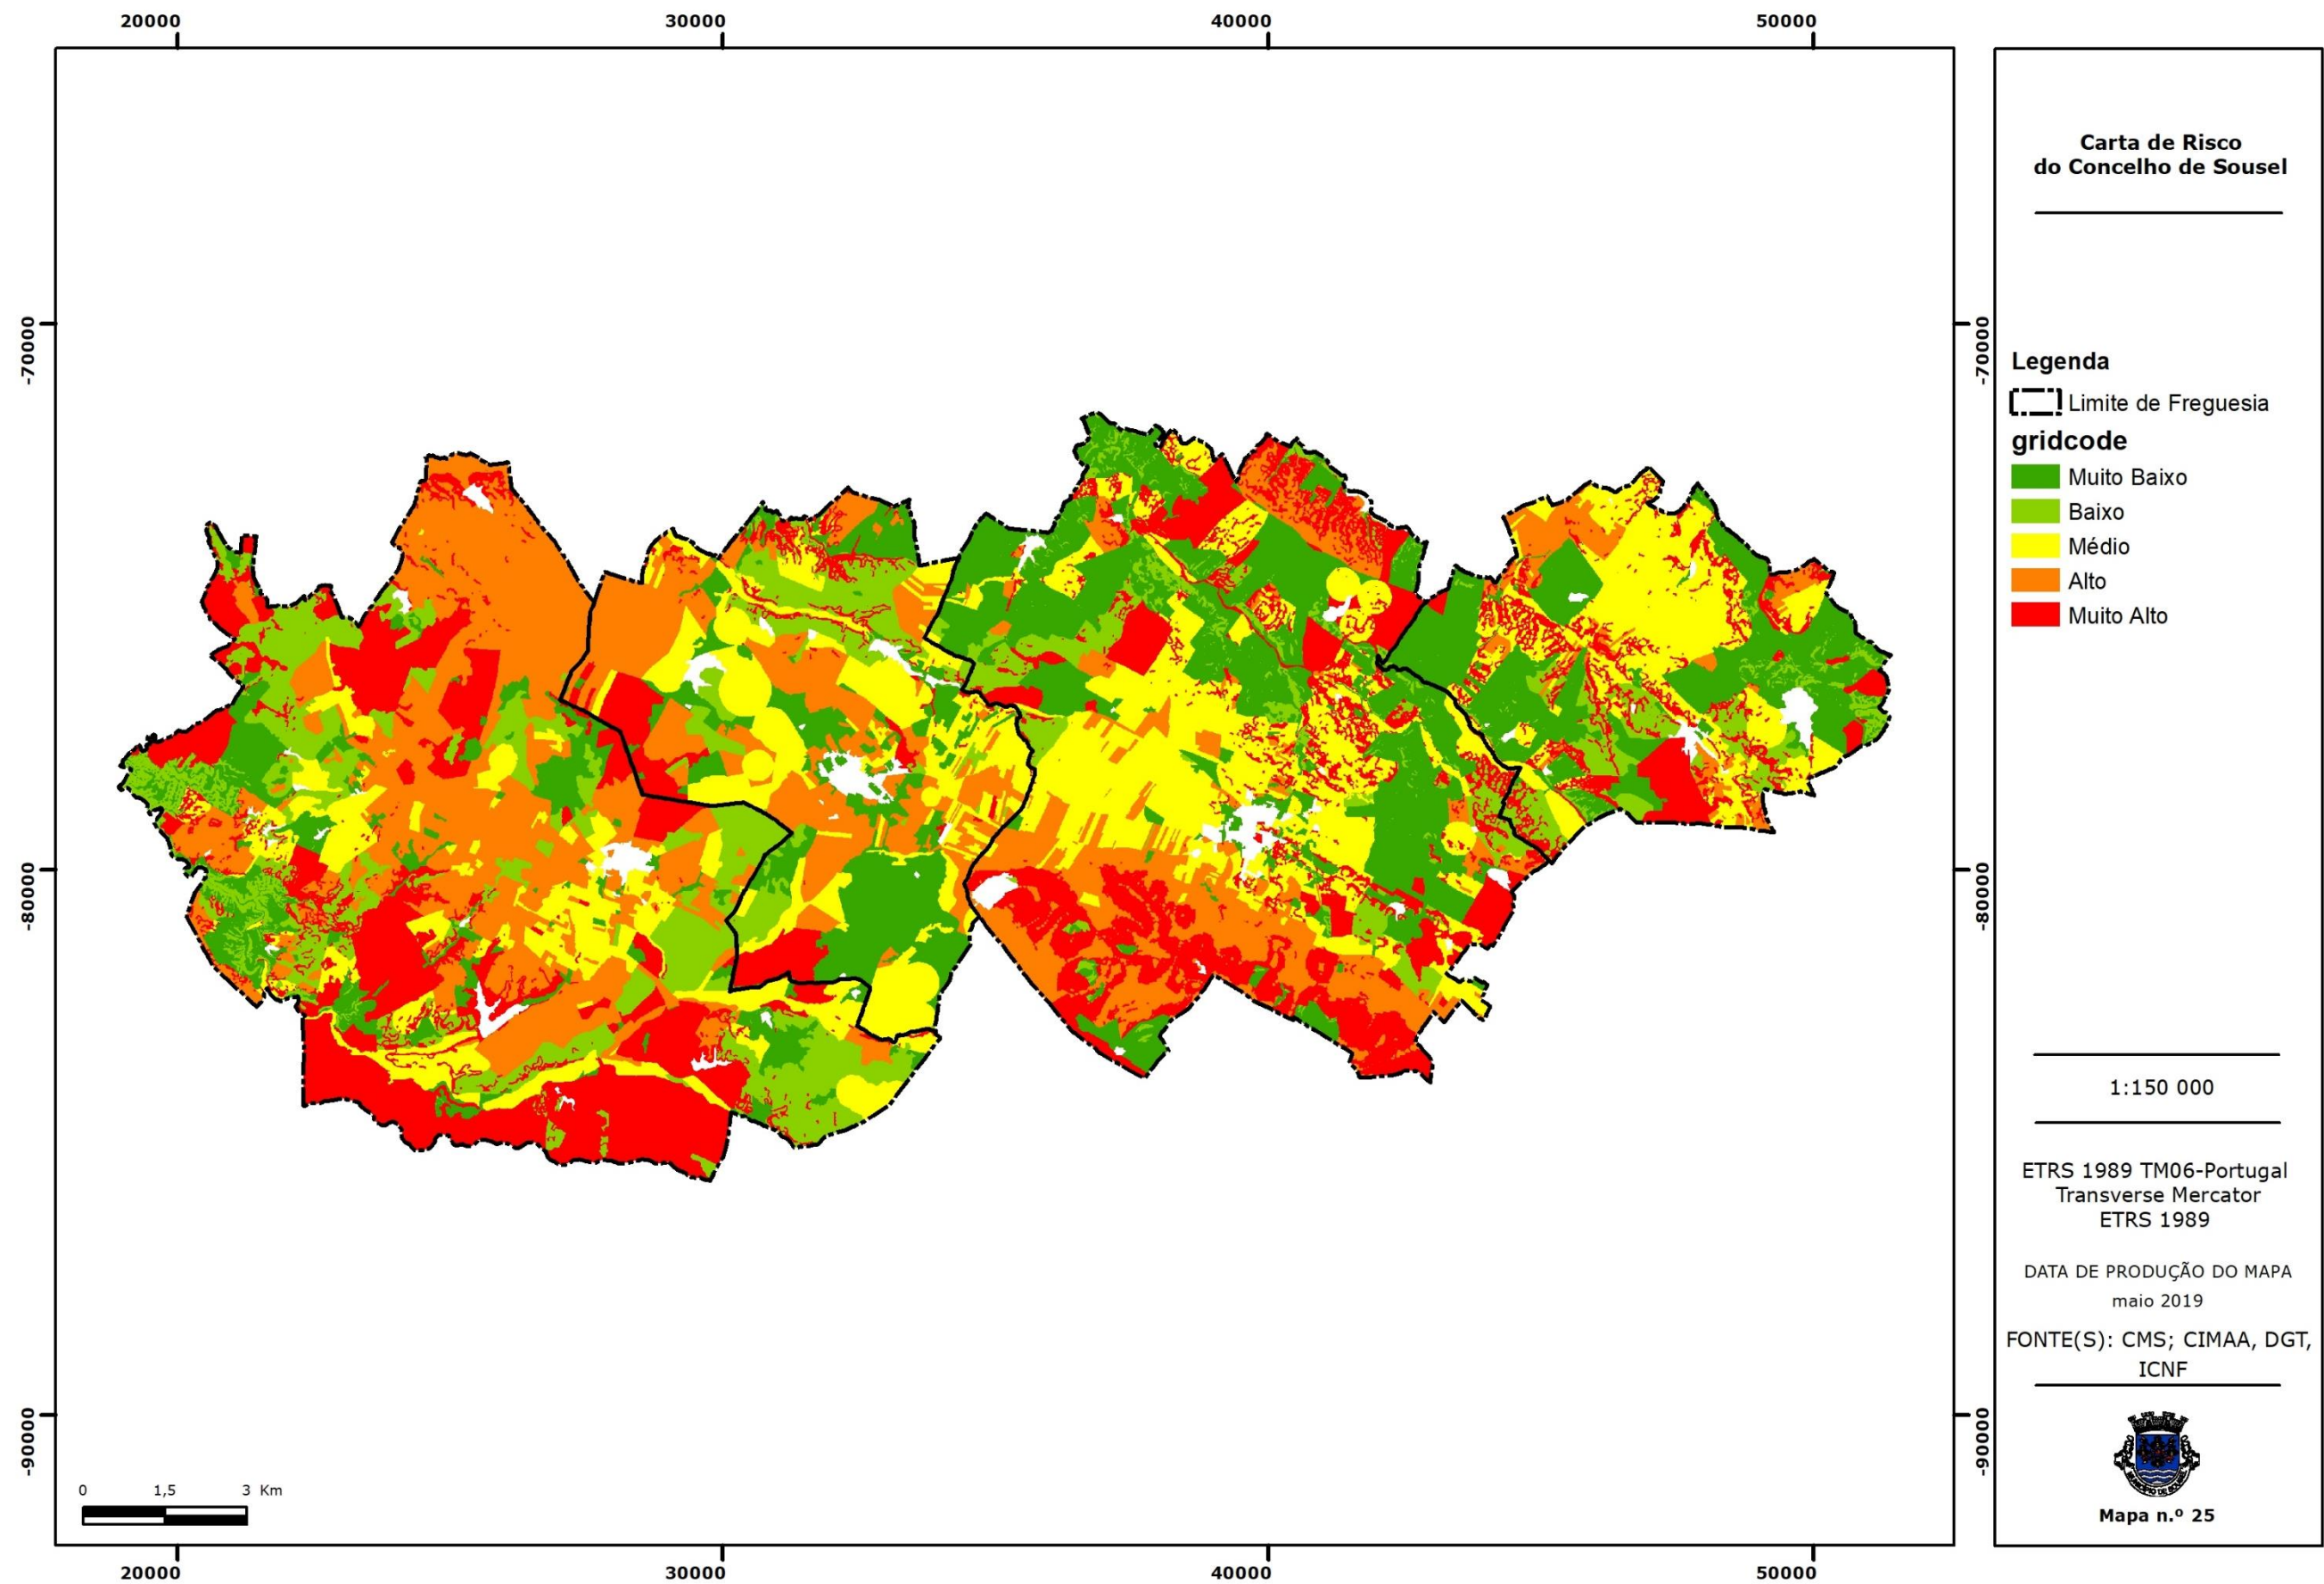 20000 30000 40000 50000
-70000 -70000
-80000 -80000
-90000 -90000
0 1,5 3 Km
20000 30000 40000 50000
Carta de Risco
do Concelho de Sousel
Legenda
Limite de Freguesia
gridcode
Muito Baixo
Baixo
Médio
Alto
Muito Alto
1:150 000
ETRS 1989 TM06-Portugal
Transverse Mercator
ETRS 1989
DATA DE PRODUÇÃO DO MAPA
maio 2019
FONTE(S): CMS; CIMAA, DGT,
ICNF
MUNICÍPIO DE SOUSEL
Mapa n.º 25